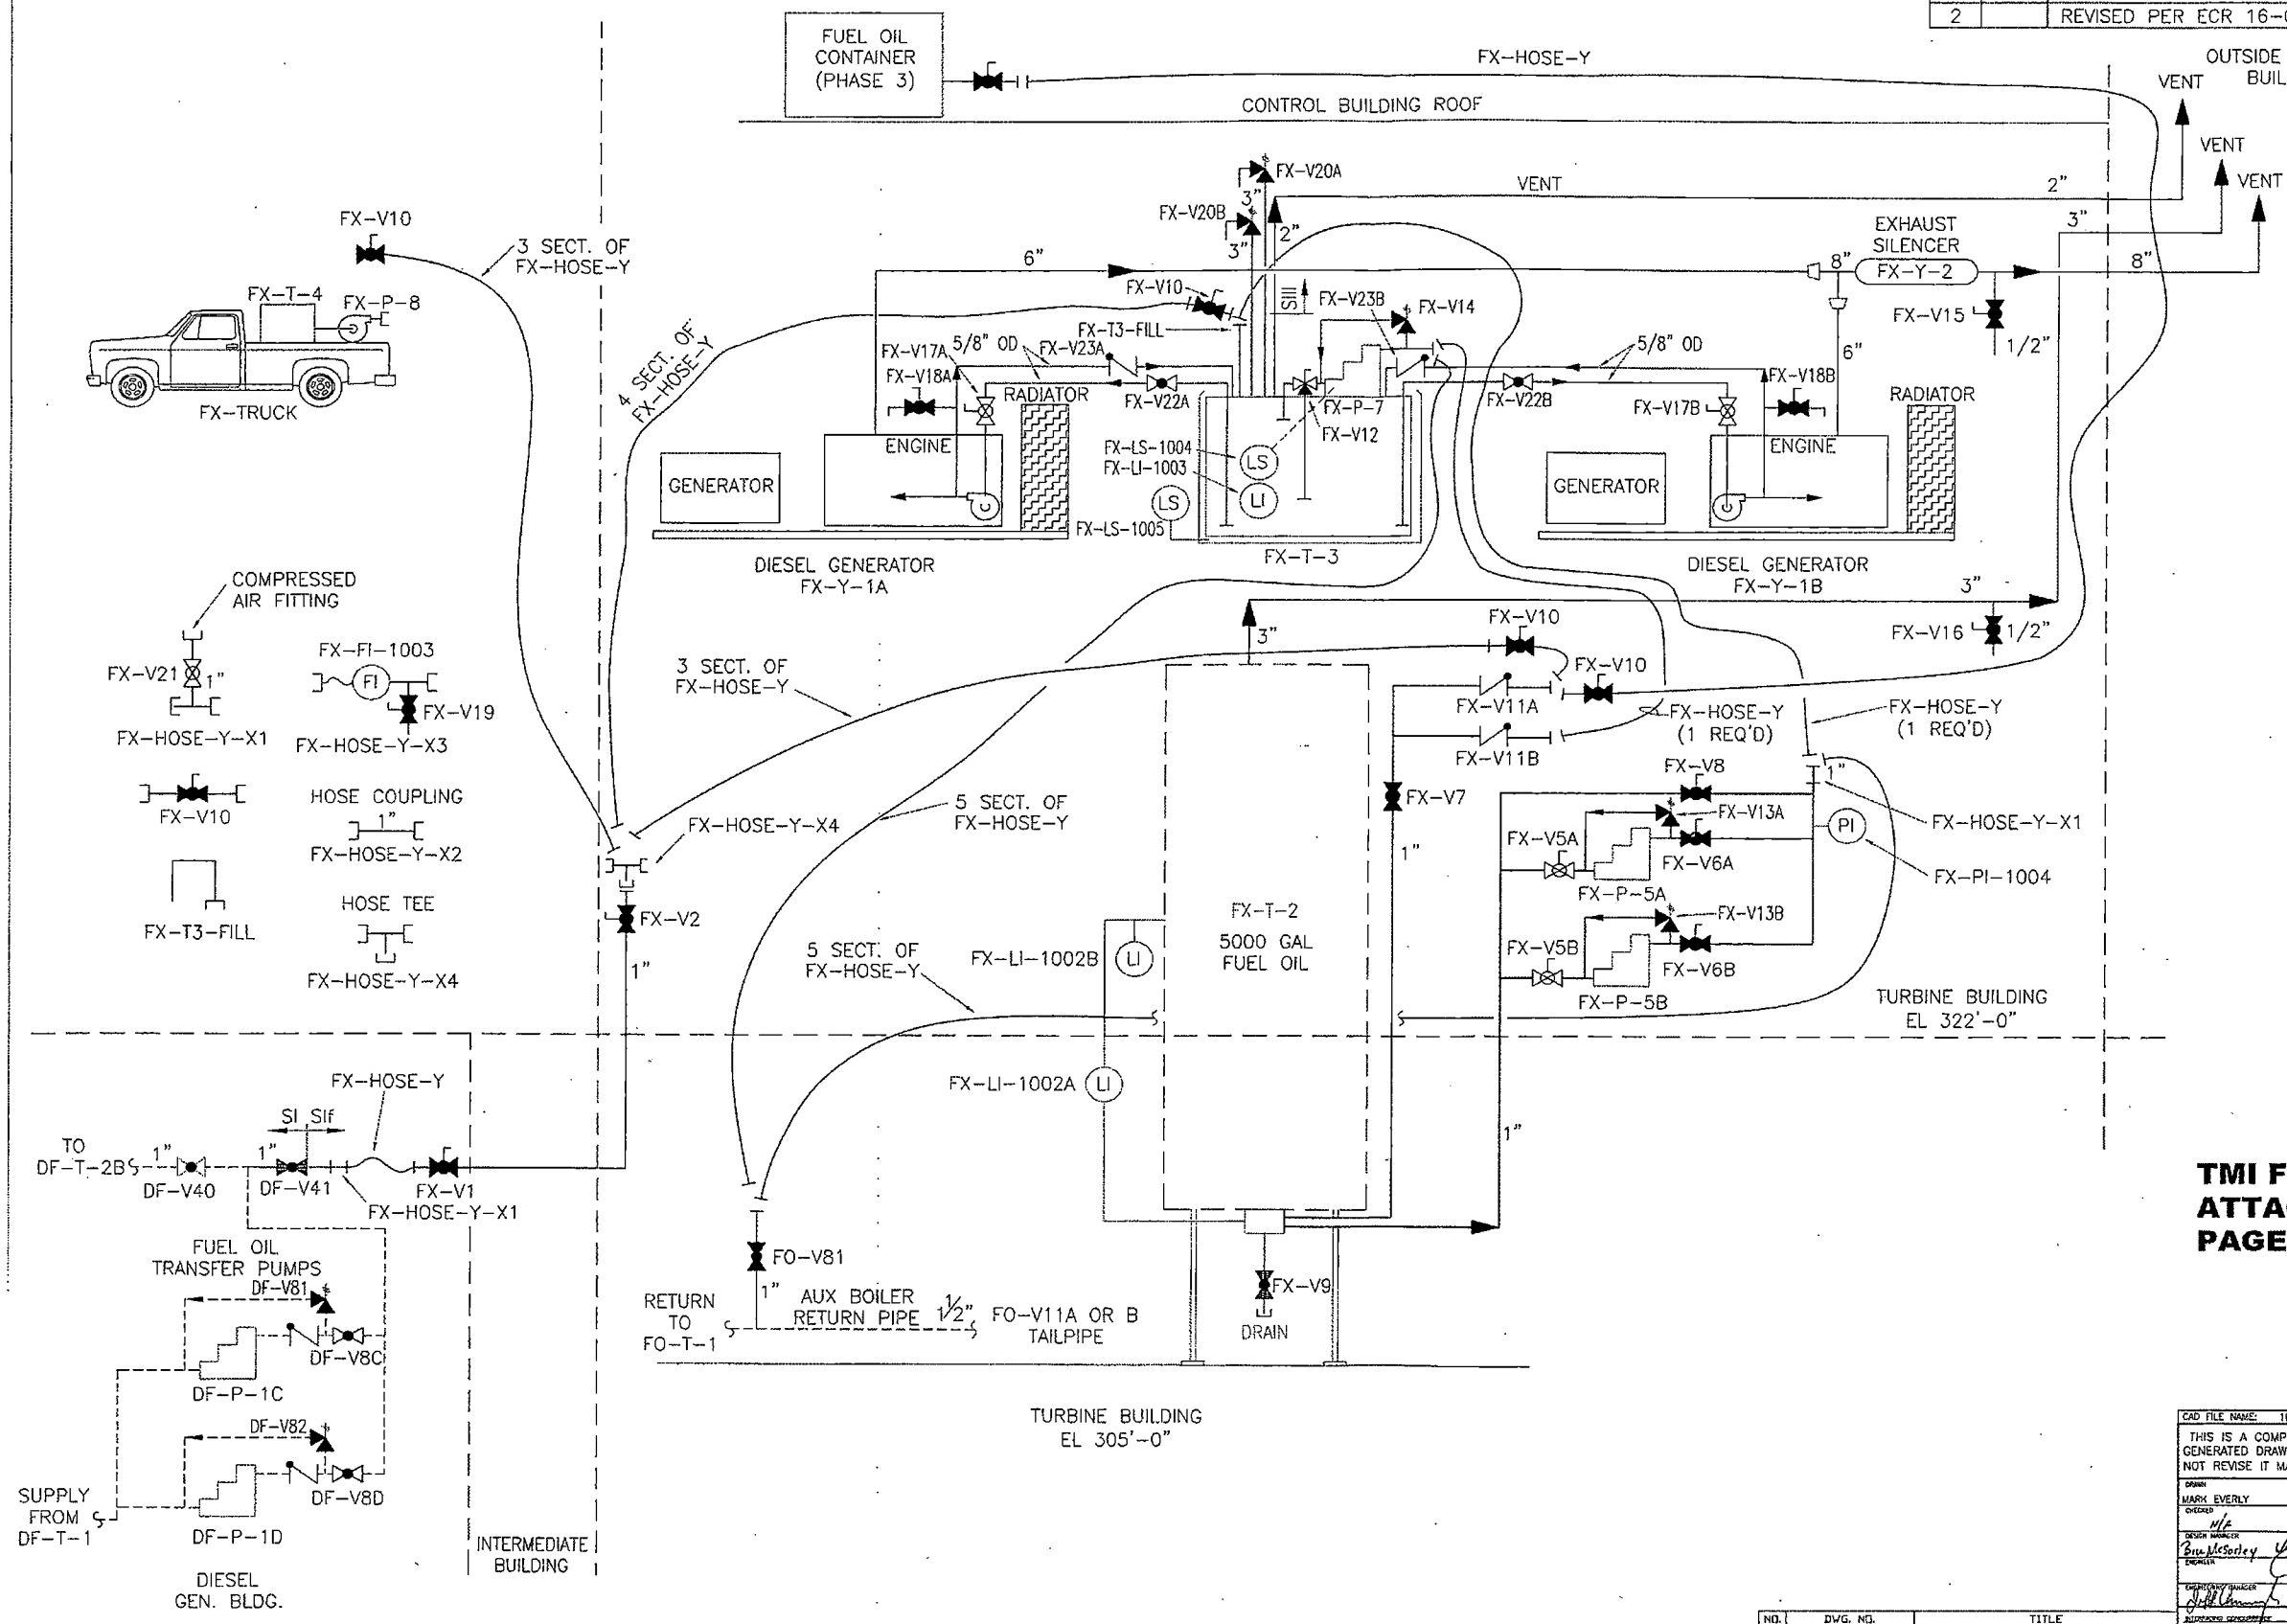 2 REVISED PER ECR 16-
FUEL OIL
CONTAINER
(PHASE 3)
FX-HOSE-Y
CONTROL BUILDING ROOF
OUTSIDE
BUIL
VENT
VENT
VENT
FX-V20A
3"
FX-V20B
3"
2"
VENT
2"
3"
EXHAUST
SILENCER
FX-Y-2
8"
8"
FX-V15
1/2"
6"
6"
FX-V10
3 SECT. OF
FX-HOSE-Y
FX-T-4
FX-P-8
FX-TRUCK
4 SECT. OF
FX-HOSE-Y
FX-V10
FX-T3-FILL
SIII
FX-V23B
FX-V14
FX-V17A
5/8" OD
FX-V23A
FX-V18A
RADIATOR
FX-V22A
FX-P-7
FX-V12
FX-V22B
5/8" OD
FX-V17B
FX-V18B
RADIATOR
ENGINE
GENERATOR
FX-LS-1004
LS
FX-LI-1003
LI
LS
FX-LS-1005
FX-T-3
ENGINE
GENERATOR
DIESEL GENERATOR
FX-Y-1A
DIESEL GENERATOR
FX-Y-1B
3"
3"
FX-V16
1/2"
COMPRESSED
AIR FITTING
FX-V21
1"
FX-HOSE-Y-X1
FX-FI-1003
FI
FX-V19
FX-HOSE-Y-X3
FX-V10
HOSE COUPLING
1"
FX-HOSE-Y-X2
FX-T3-FILL
HOSE TEE
FX-HOSE-Y-X4
3 SECT. OF
FX-HOSE-Y
FX-V10
FX-V10
FX-V11A
FX-V11B
FX-HOSE-Y
(1 REQ'D)
FX-HOSE-Y
(1 REQ'D)
5 SECT. OF
FX-HOSE-Y
FX-HOSE-Y-X4
FX-V2
1"
FX-V7
1"
FX-V8
1"
FX-V13A
FX-V5A
FX-V6A
PI
FX-HOSE-Y-X1
FX-PI-1004
FX-P-5A
FX-V13B
FX-V5B
FX-V6B
FX-P-5B
FX-T-2
5000 GAL
FUEL OIL
5 SECT. OF
FX-HOSE-Y
FX-LI-1002B
LI
FX-LI-1002A
LI
TURBINE BUILDING
EL 322'-0"
1"
FX-HOSE-Y
SI SIf
TO
DF-T-2B
1"
DF-V40
1"
DF-V41
FX-V1
FX-HOSE-Y-X1
FUEL OIL
TRANSFER PUMPS
DF-V81
DF-V8C
DF-P-1C
DF-V82
DF-V8D
DF-P-1D
SUPPLY
FROM
DF-T-1
DIESEL
GEN. BLDG.
INTERMEDIATE
BUILDING
FO-V81
1"
RETURN
TO
FO-T-1
AUX BOILER
RETURN PIPE
1 1/2"
FO-V11A OR B
TAILPIPE
FX-V9
DRAIN
TURBINE BUILDING
EL 305'-0"
TMI F
ATTA
PAGE
CAD FILE NAME:
THIS IS A COMP
GENERATED DRAW
NOT REVISE IT MA
DRAWN
MARK EVERLY
CHECKED
N/A
DESIGN MANAGER
Bill McSorley
ENGINEER
ENGINEERING MANAGER
NO. DWG. NO. TITLE